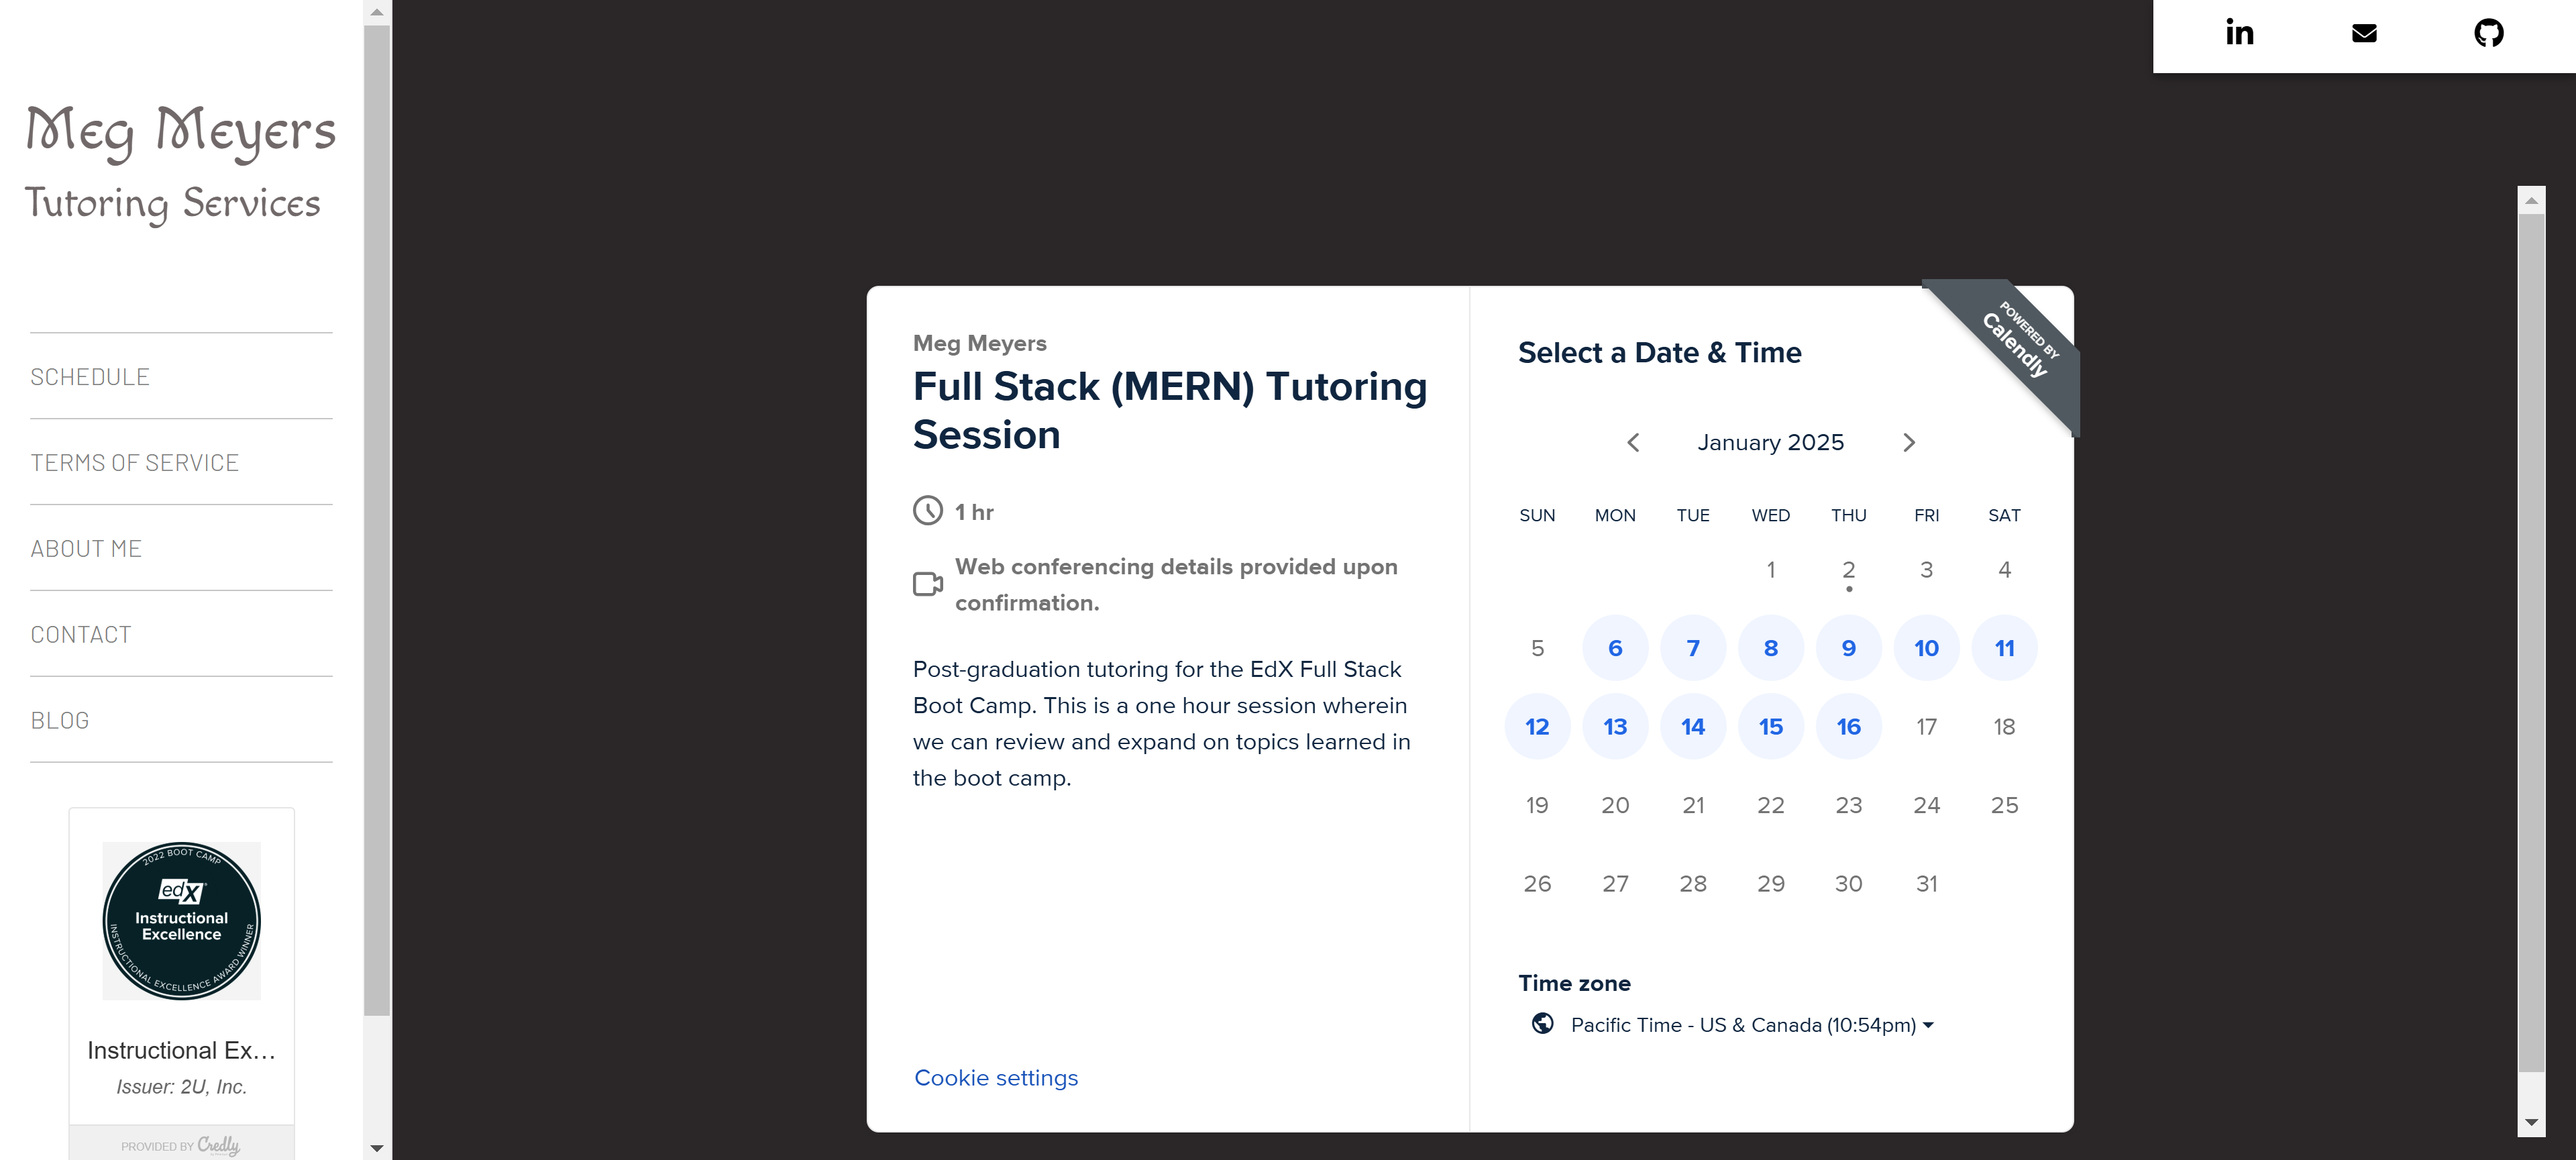 Meg Meyers
Tutoring Services
SCHEDULE
TERMS OF SERVICE
ABOUT ME
CONTACT
BLOG
2022 BOOT CAMP
edX
Instructional
Excellence
INSTRUCTIONAL EXCELLENCE AWARD WINNER
Instructional Ex...
Issuer: 2U, Inc.
PROVIDED BY Credly
in
Meg Meyers
Full Stack (MERN) Tutoring
Session
1 hr
Web conferencing details provided upon
confirmation.
Post-graduation tutoring for the EdX Full Stack
Boot Camp. This is a one hour session wherein
we can review and expand on topics learned in
the boot camp.
Cookie settings
POWERED BY
Calendly
Select a Date & Time
January 2025
SUN MON TUE WED THU FRI SAT
1 2 3 4
5 6 7 8 9 10 11
12 13 14 15 16 17 18
19 20 21 22 23 24 25
26 27 28 29 30 31
Time zone
Pacific Time - US & Canada (10:54pm)